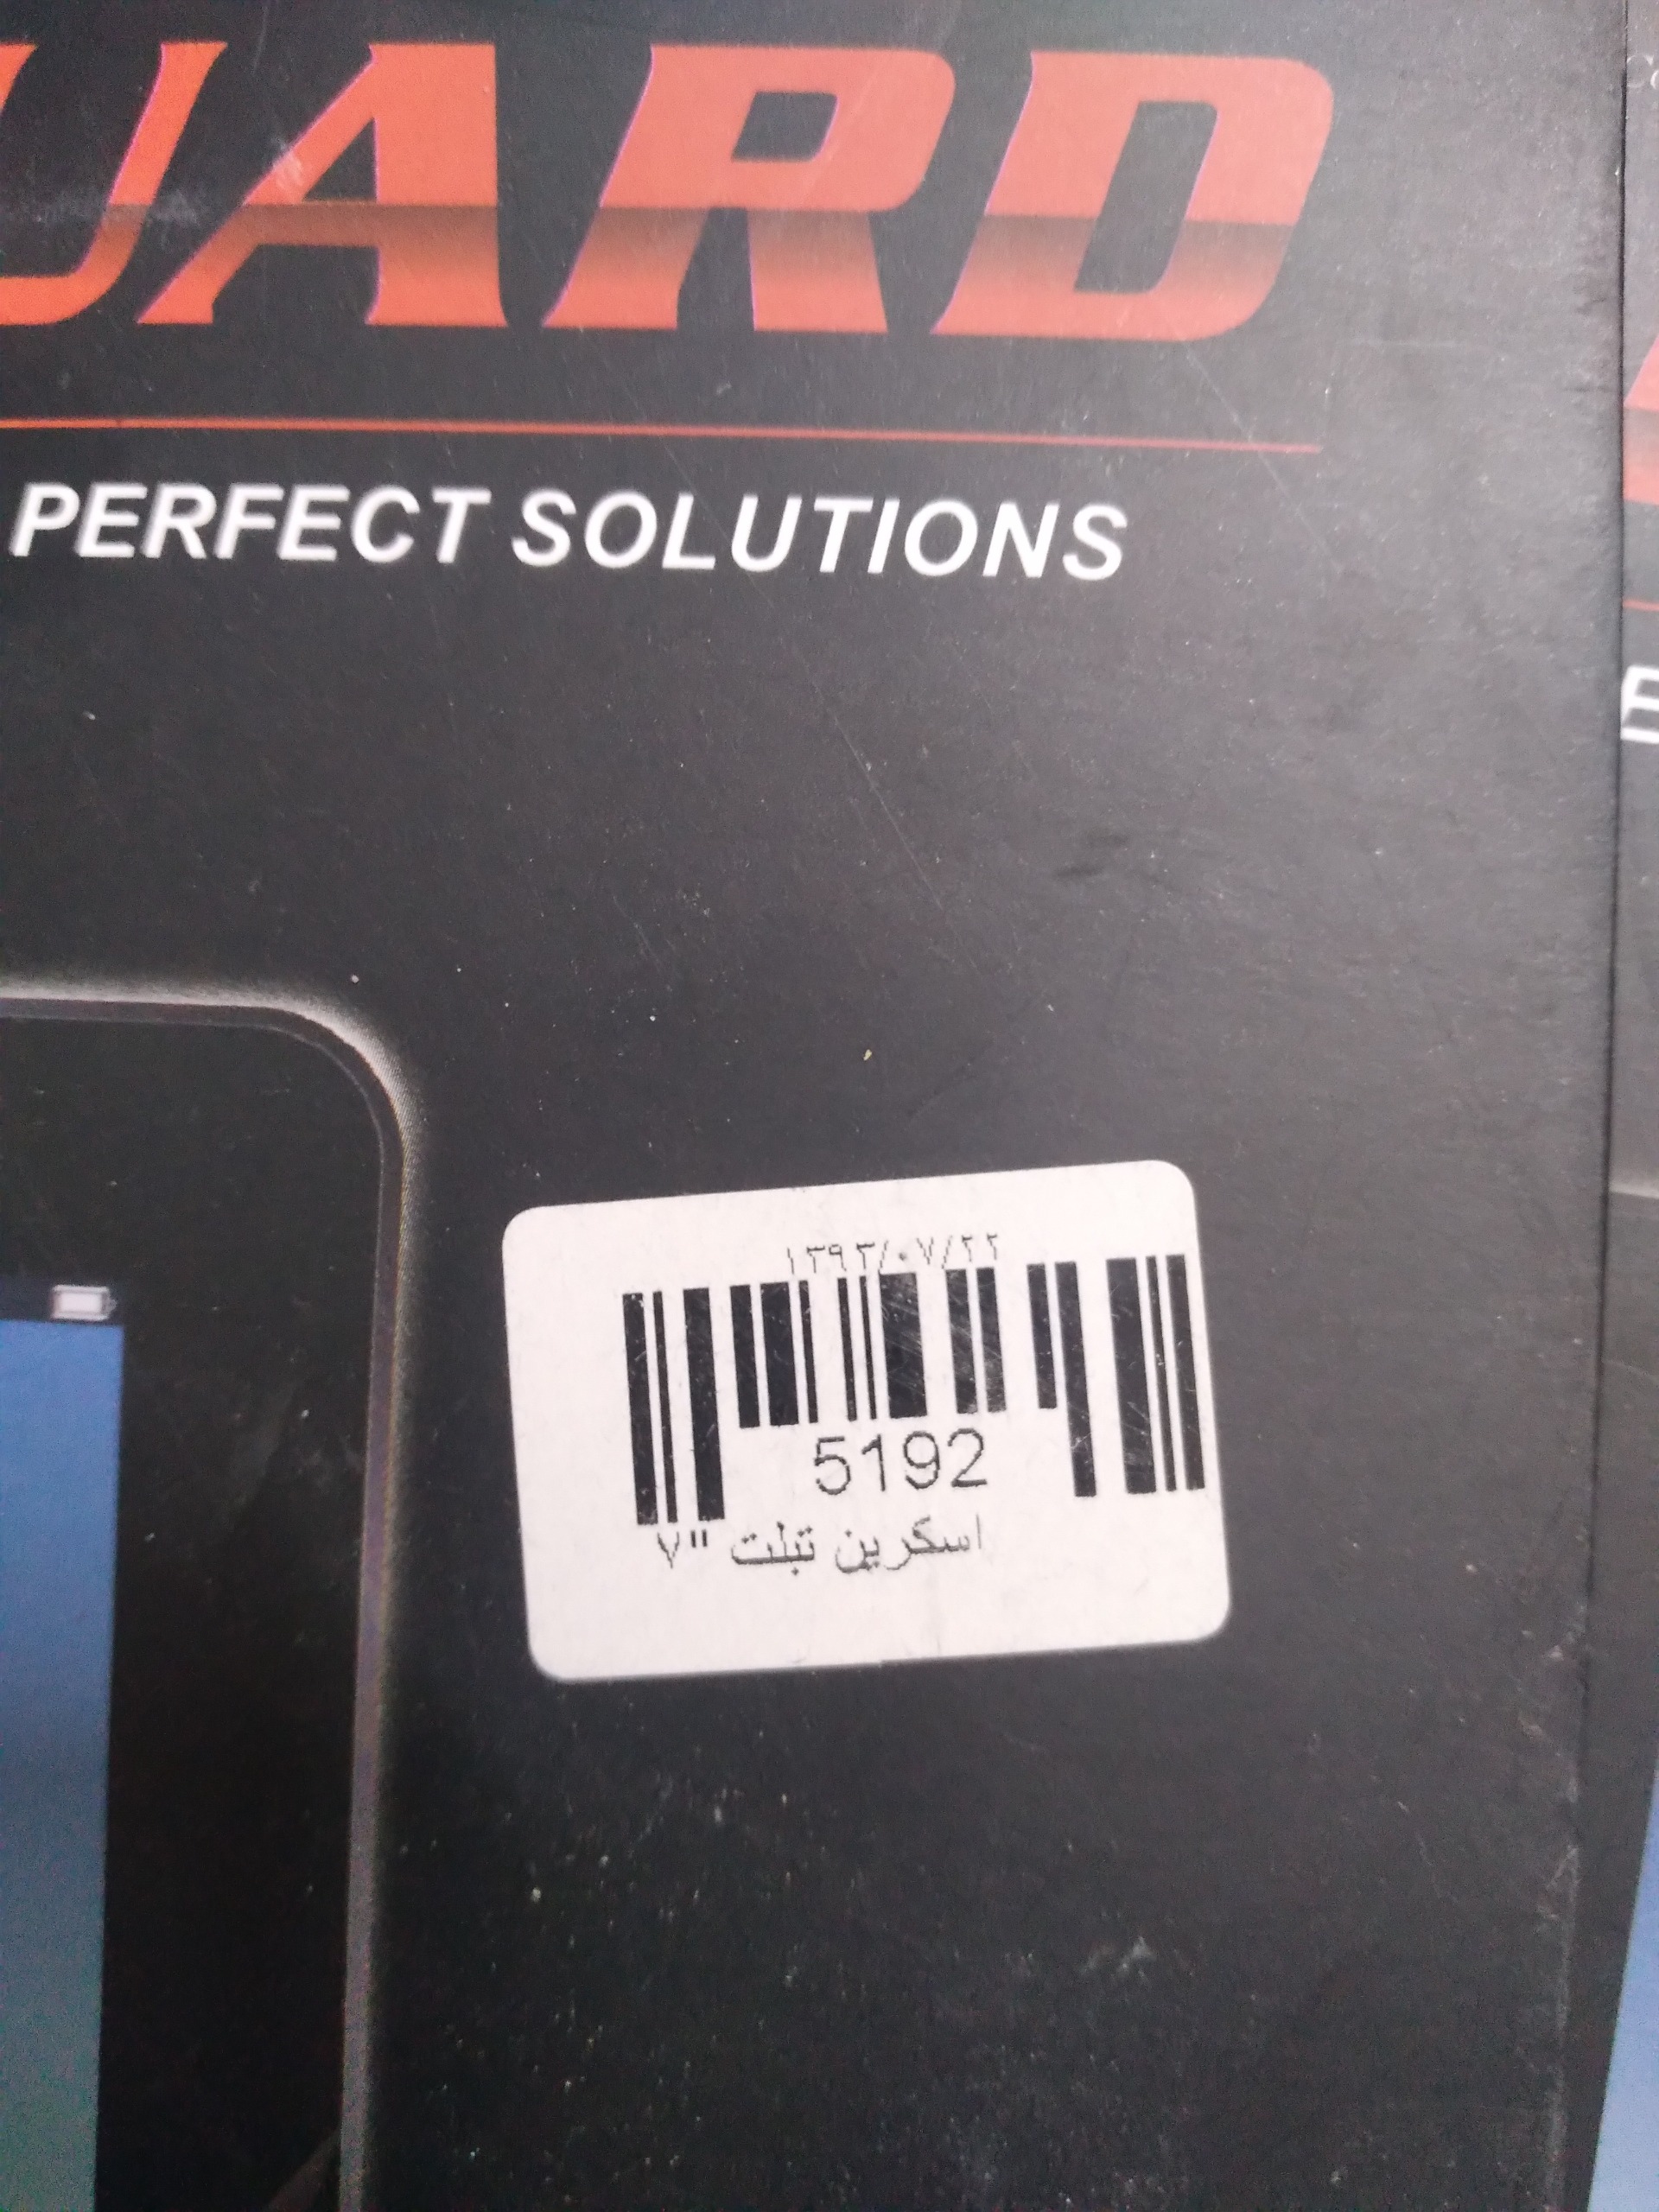 UARD
PERFECT SOLUTIONS
۱۳۹۳/۰۷/۲۲
5192
اسکرین تبلت "۷